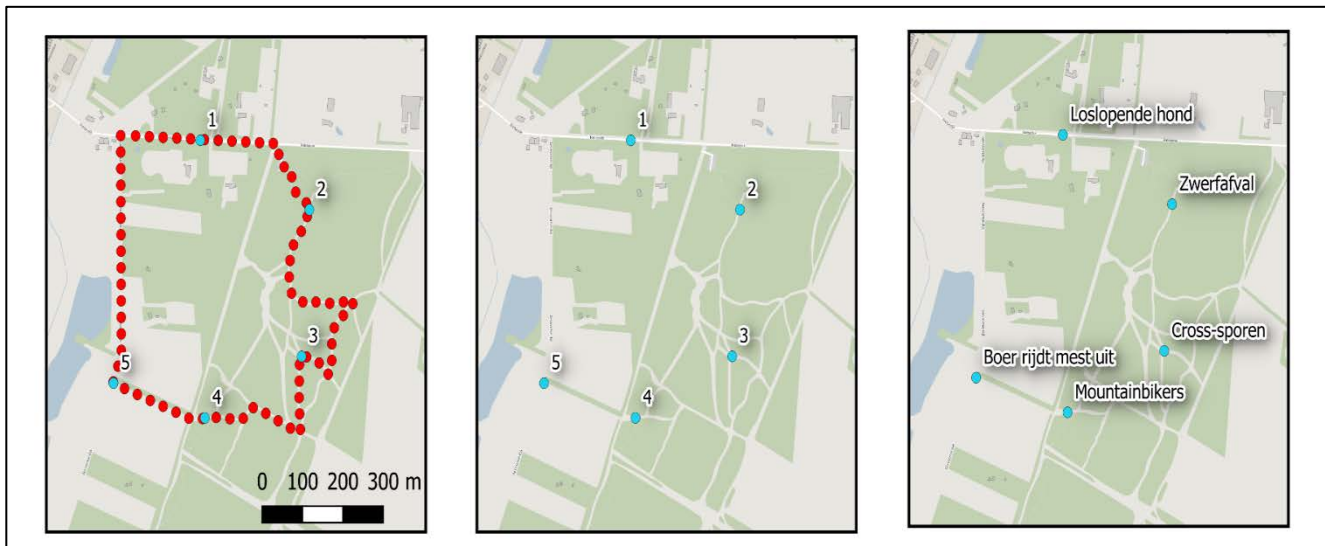 1
2
3
4
5
0 100 200 300 m
1
2
3
4
5
Loslopende hond
Zwerfafval
Cross-sporen
Boer rijdt mest uit
Mountainbikers